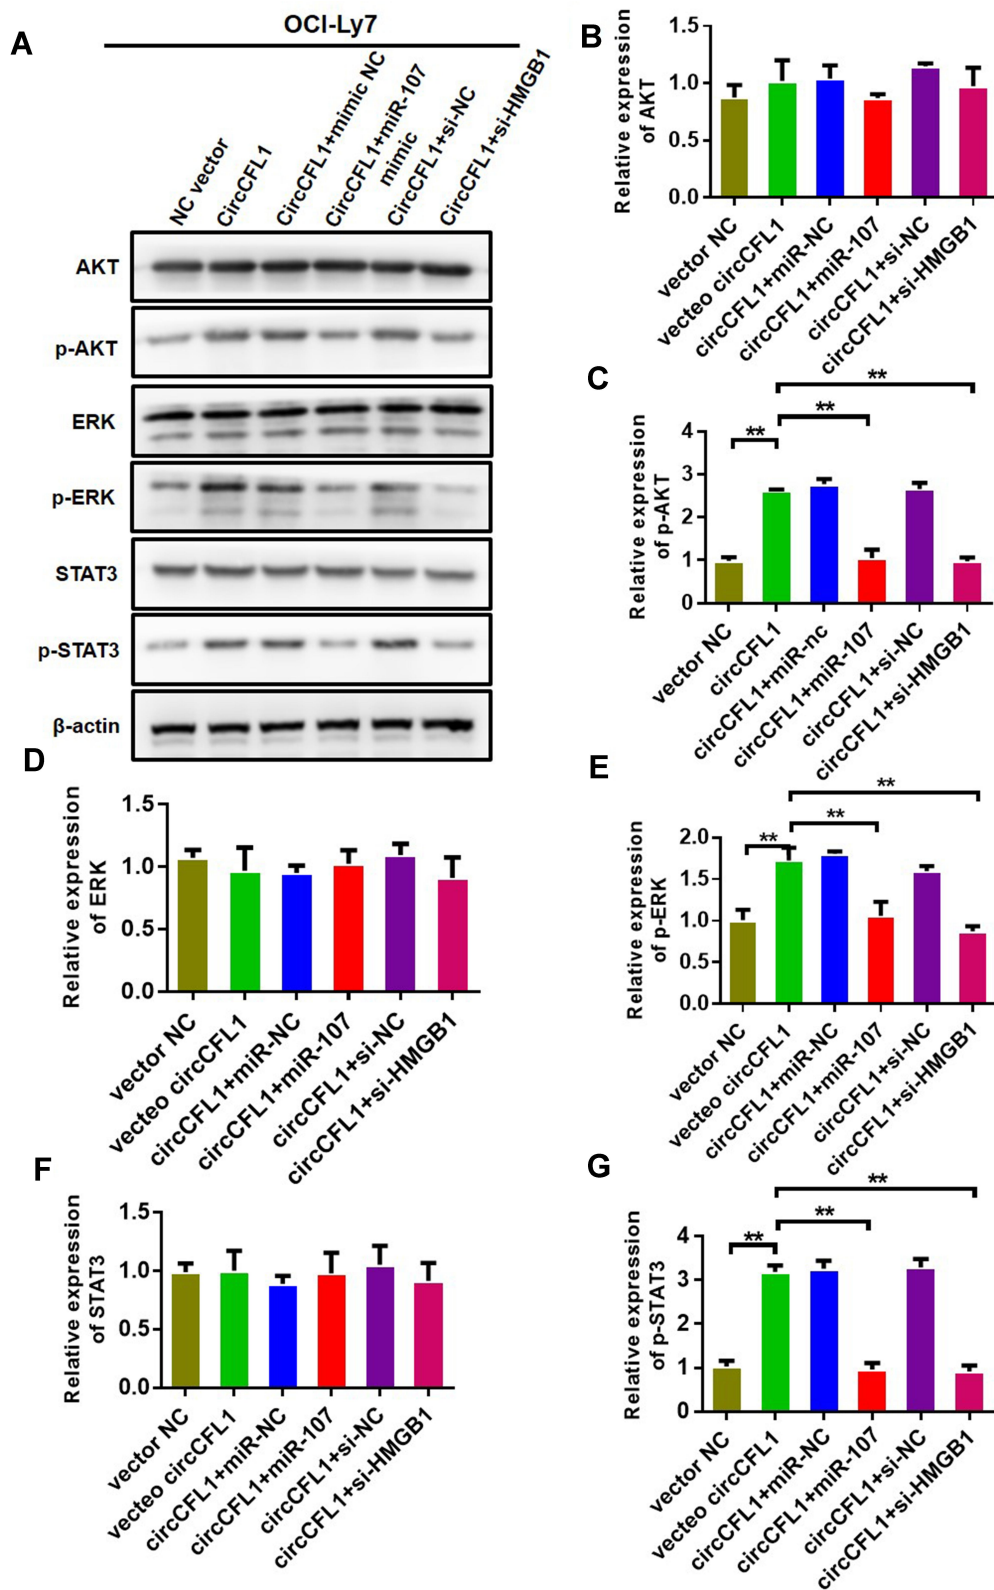 A
OCI-Ly7
NC vector
CircCFL1
CircCFL1+mimic NC
CircCFL1+miR-107
mimic
CircCFL1+si-NC
CircCFL1+si-HMGB1
AKT
p-AKT
ERK
p-ERK
STAT3
p-STAT3
β-actin
B
Relative expression
of AKT
1.5
1.0
0.5
0.0
vector NC
vecteo circCFL1
circCFL1+miR-NC
circCFL1+miR-107
circCFL1+si-NC
circCFL1+si-HMGB1
C
Relative expression
of p-AKT
4
3
2
1
0
**
**
**
vector NC
circCFL1
circCFL1+miR-nc
circCFL1+miR-107
circCFL1+si-NC
circCFL1+si-HMGB1
D
Relative expression
of ERK
1.5
1.0
0.5
0.0
vector NC
vecteo circCFL1
circCFL1+miR-NC
circCFL1+miR-107
circCFL1+si-NC
circCFL1+si-HMGB1
E
Relative expression
of p-ERK
2.0
1.5
1.0
0.5
0.0
**
**
**
vector NC
vecteo circCFL1
circCFL1+miR-NC
circCFL1+miR-107
circCFL1+si-NC
circCFL1+si-HMGB1
F
Relative expression
of STAT3
1.5
1.0
0.5
0.0
vector NC
vecteo circCFL1
circCFL1+miR-NC
circCFL1+miR-107
circCFL1+si-NC
circCFL1+si-HMGB1
G
Relative expression
of p-STAT3
4
3
2
1
0
**
**
**
vector NC
vecteo circCFL1
circCFL1+miR-NC
circCFL1+miR-107
circCFL1+si-NC
circCFL1+si-HMGB1